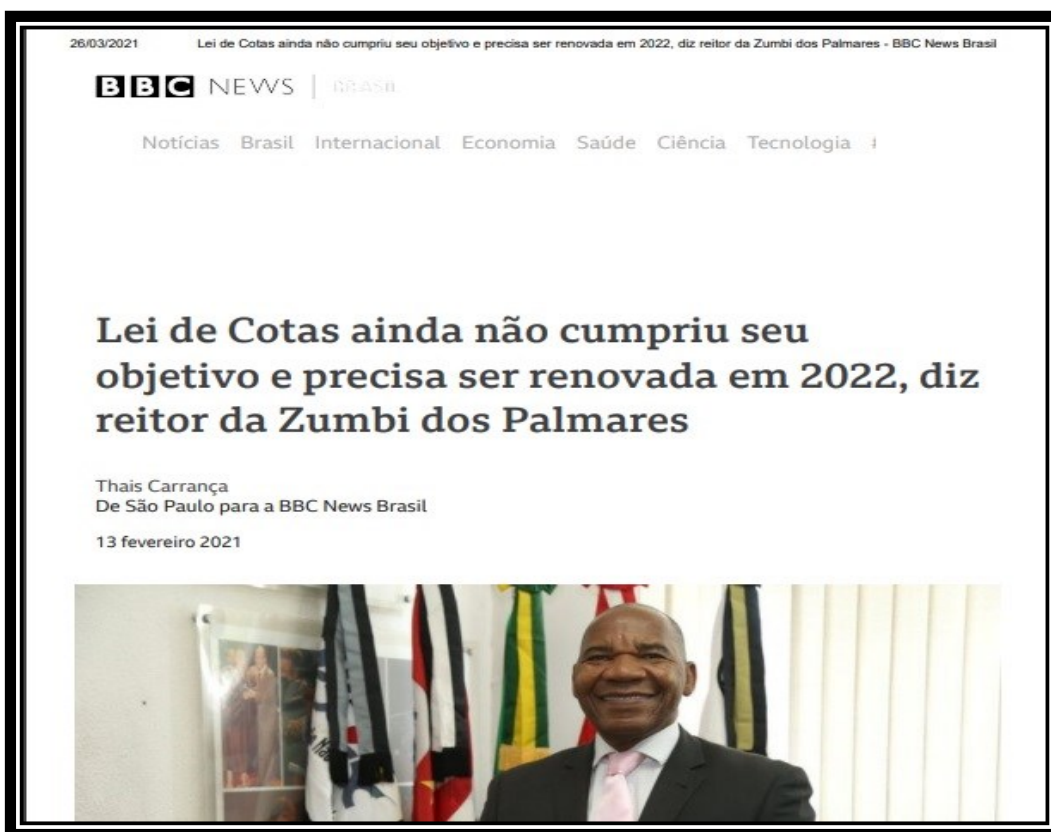 26/03/2021 Lei de Cotas ainda não cumpriu seu objetivo e precisa ser renovada em 2022, diz reitor da Zumbi dos Palmares - BBC News Brasil
BBC NEWS | BRASIL
Notícias Brasil Internacional Economia Saúde Ciência Tecnologia
Lei de Cotas ainda não cumpriu seu
objetivo e precisa ser renovada em 2022, diz
reitor da Zumbi dos Palmares
Thais Carrança
De São Paulo para a BBC News Brasil
13 fevereiro 2021